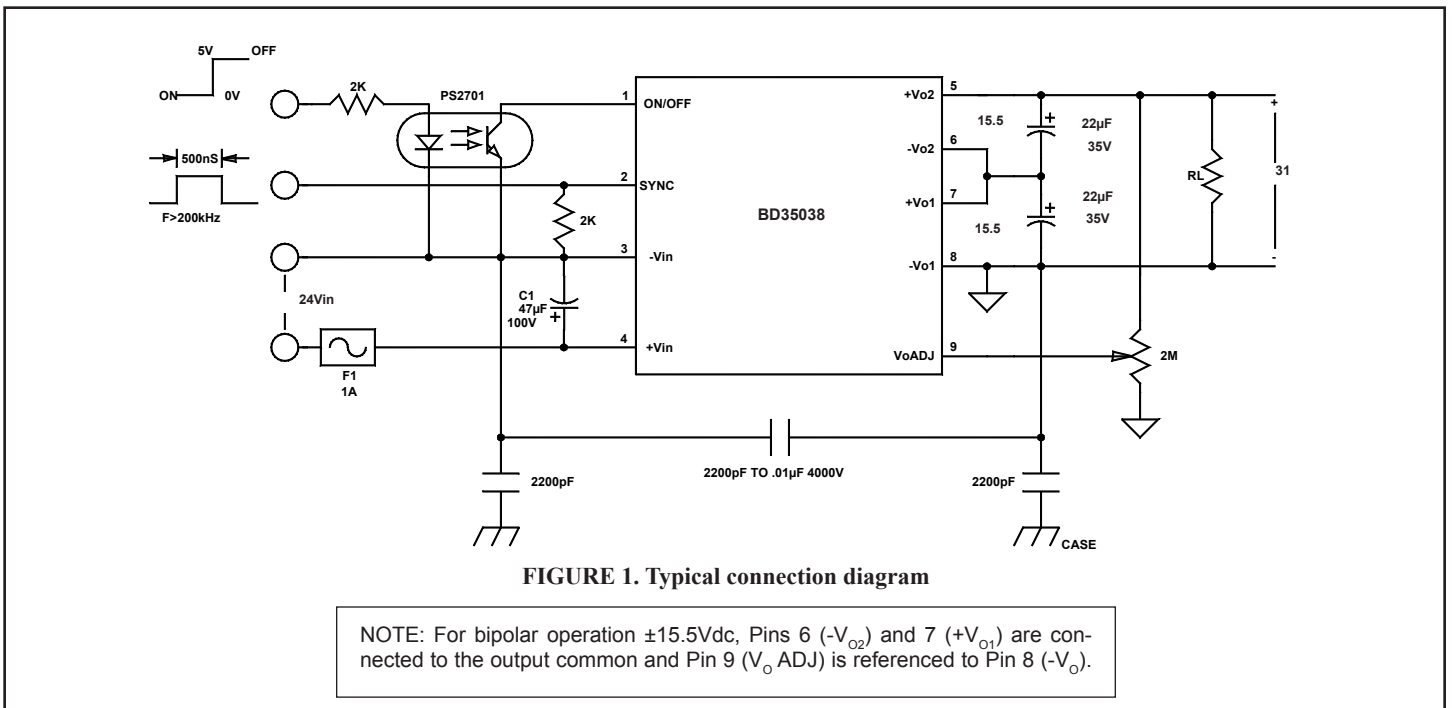 5V OFF
ON 0V
2K
PS2701
1 ON/OFF
500nS
F>200kHz
2 SYNC
2K
3 -Vin
24Vin
C1
47µF
100V
+
4 +Vin
F1
1A
BD35038
+Vo2 5
15.5 + 22µF
35V
-Vo2 6
+Vo1 7
15.5 + 22µF
35V
-Vo1 8
RL
+
31
-
VoADJ 9
2M
2200pF
2200pF TO .01µF 4000V
2200pF
CASE
FIGURE 1. Typical connection diagram
NOTE: For bipolar operation ±15.5Vdc, Pins 6 (-VO2) and 7 (+VO1) are con-
nected to the output common and Pin 9 (VO ADJ) is referenced to Pin 8 (-VO).